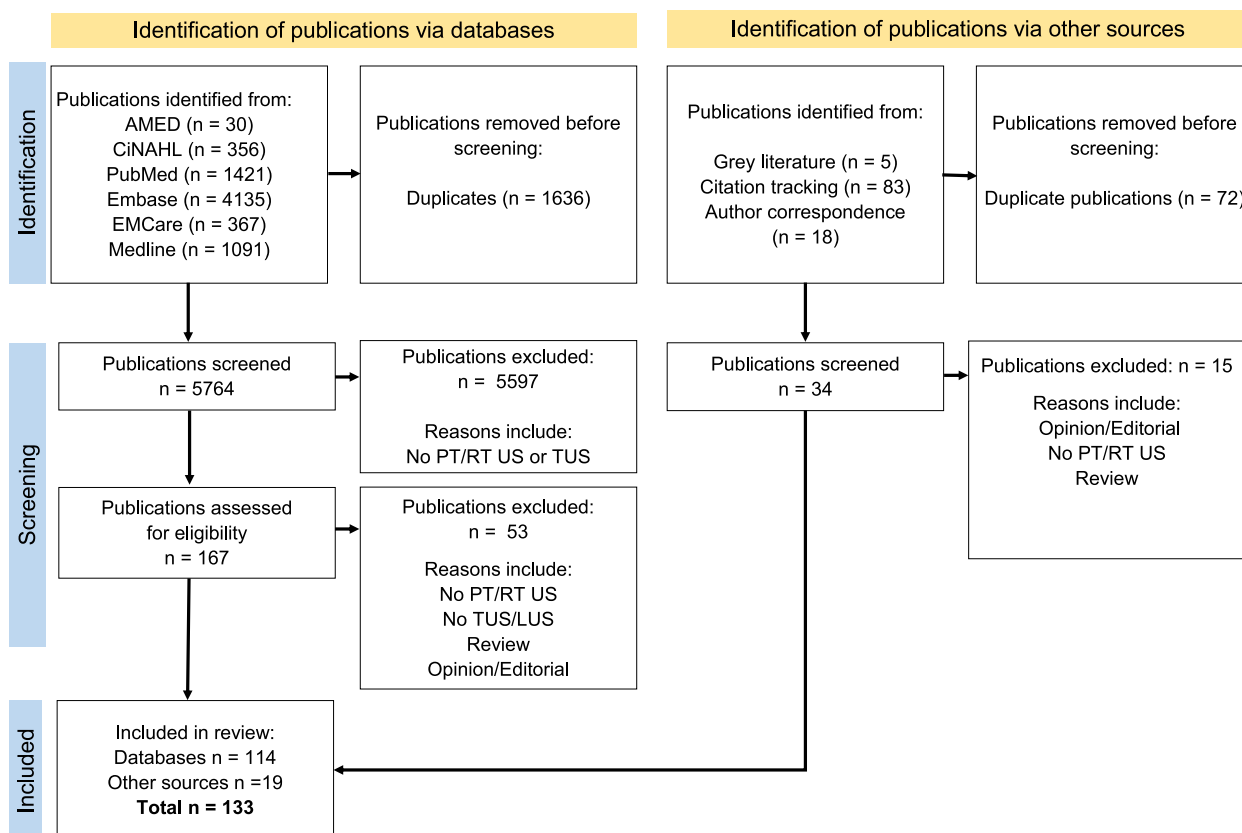 Identification of publications via databases
Identification of publications via other sources
Identification
Publications identified from:
AMED (n = 30)
CiNAHL (n = 356)
PubMed (n = 1421)
Embase (n = 4135)
EMCare (n = 367)
Medline (n = 1091)
Publications removed before
screening:
Duplicates (n = 1636)
Publications identified from:
Grey literature (n = 5)
Citation tracking (n = 83)
Author correspondence
(n = 18)
Publications removed before
screening:
Duplicate publications (n = 72)
Screening
Publications screened
n = 5764
Publications excluded:
n = 5597
Reasons include:
No PT/RT US or TUS
Publications screened
n = 34
Publications excluded: n = 15
Reasons include:
Opinion/Editorial
No PT/RT US
Review
Publications assessed
for eligibility
n = 167
Publications excluded:
n = 53
Reasons include:
No PT/RT US
No TUS/LUS
Review
Opinion/Editorial
Included
Included in review:
Databases n = 114
Other sources n =19
Total n = 133